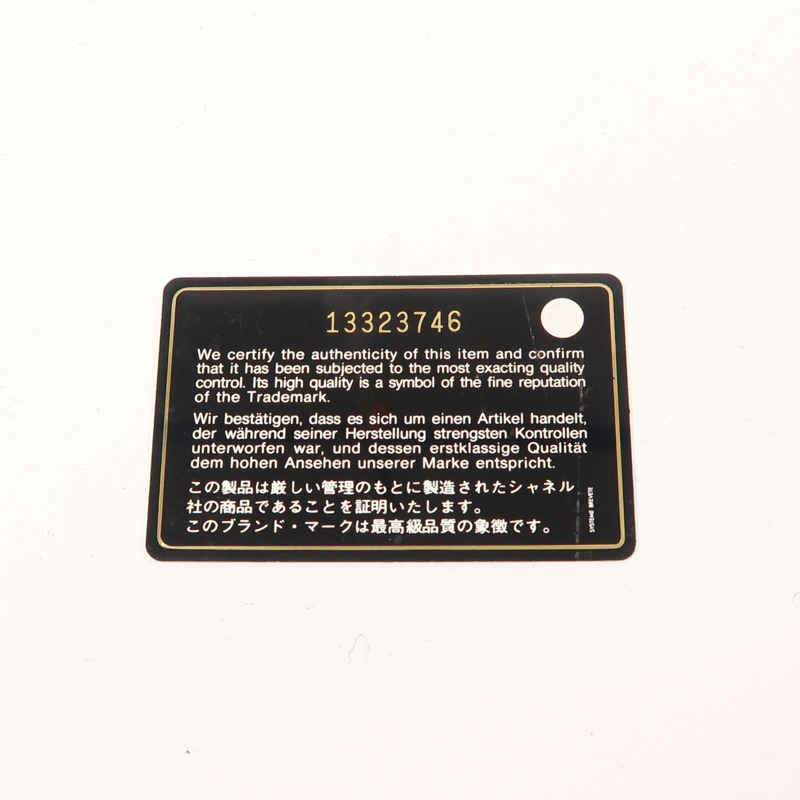 13323746
We certify the authenticity of this item and confirm
that it has been subjected to the most exacting quality
control. Its high quality is a symbol of the fine reputation
of the Trademark.
Wir bestätigen, dass es sich um einen Artikel handelt,
der während seiner Herstellung strengsten Kontrollen
unterworfen war, und dessen erstklassige Qualität
dem hohen Ansehen unserer Marke entspricht.
この製品は厳しい管理のもとに製造されたシャネル
社の商品であることを証明いたします。
このブランド・マークは最高級品質の象徴です。
SYSTEME BREVETE